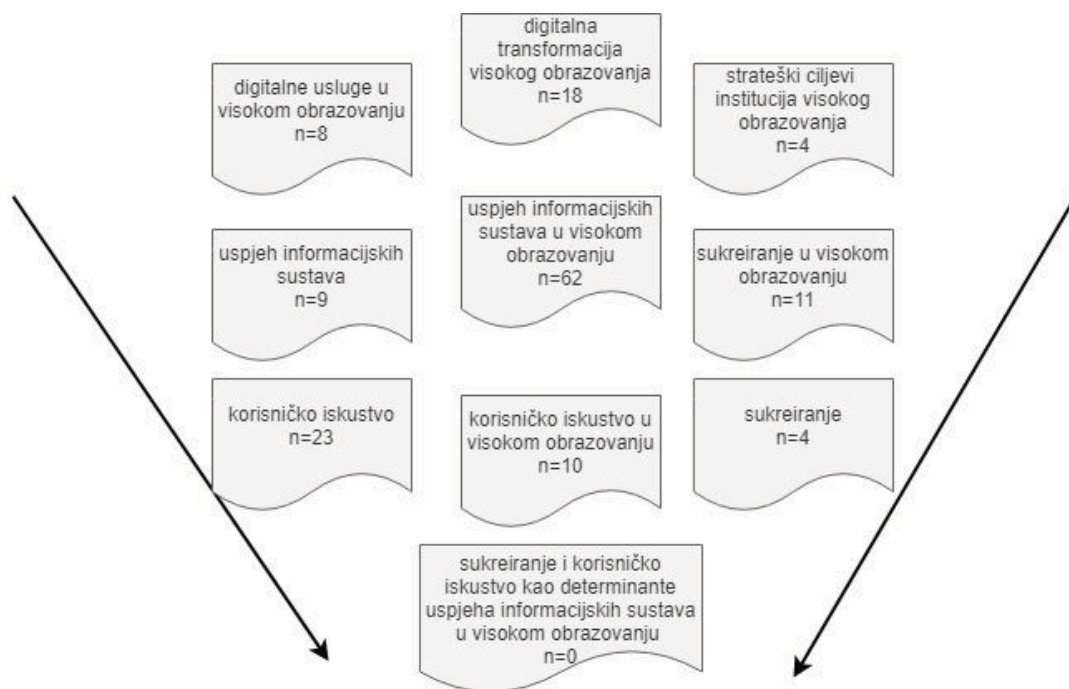 digitalna
transformacija
visokog obrazovanja
n=18
digitalne usluge u
visokom obrazovanju
n=8
strateški ciljevi
institucija visokog
obrazovanja
n=4
uspjeh informacijskih
sustava u visokom
obrazovanju
n=62
uspjeh informacijskih
sustava
n=9
sukreiranje u visokom
obrazovanju
n=11
korisničko iskustvo
n=23
korisničko iskustvo u
visokom obrazovanju
n=10
sukreiranje
n=4
sukreiranje i korisničko
iskustvo kao determinante
uspjeha informacijskih sustava
u visokom obrazovanju
n=0